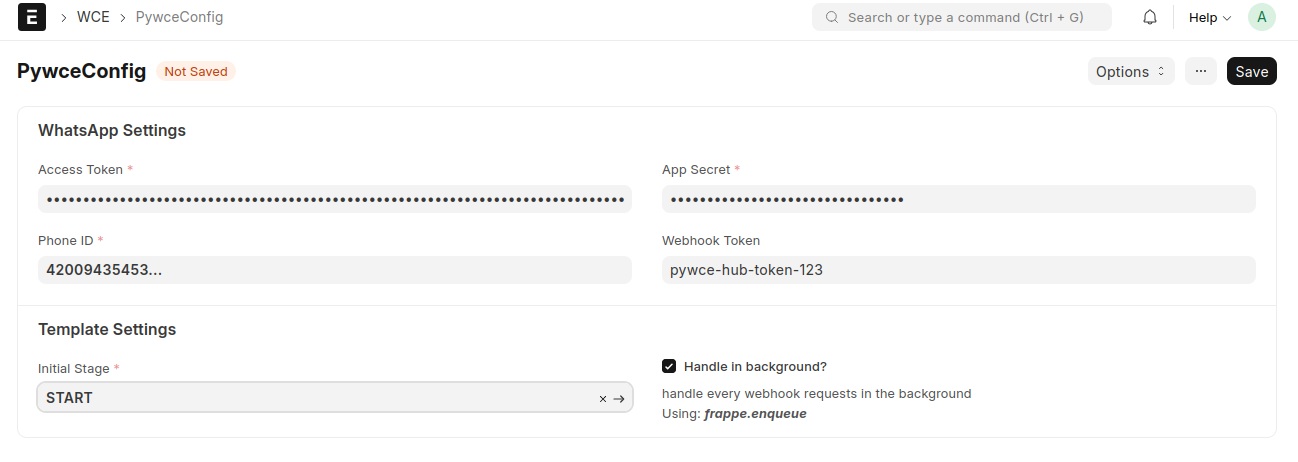 E WCE PywceConfig Search or type a command (Ctrl + G) Help A
PywceConfig Not Saved Options ... Save
WhatsApp Settings
Access Token * App Secret *
••••••••••••••••••••••••••••••••••••••••••••••••••••••••••••••••••••••••••••••• ••••••••••••••••••••••••••••••••
Phone ID * Webhook Token
42009435453... pywce-hub-token-123
Template Settings
Initial Stage * Handle in background?
START × →
handle every webhook requests in the background
Using: frappe.enqueue